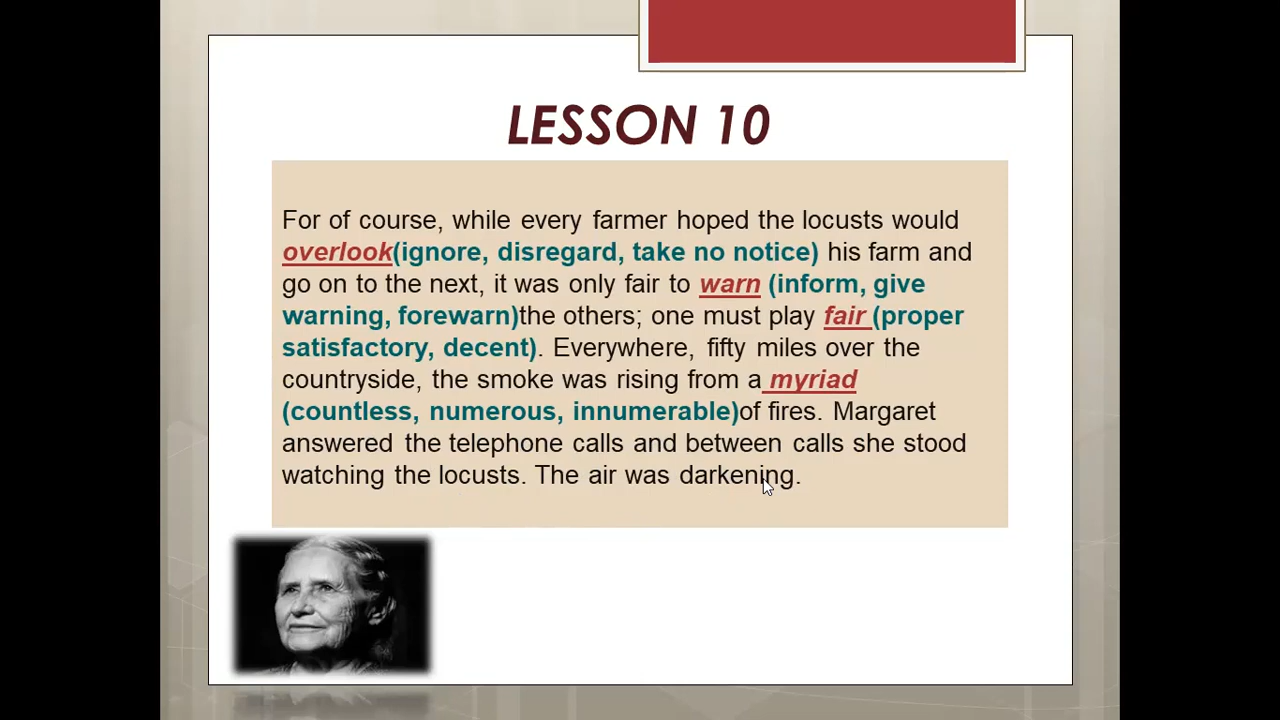 LESSON 10
For of course, while every farmer hoped the locusts would
overlook(ignore, disregard, take no notice) his farm and
go on to the next, it was only fair to warn (inform, give
warning, forewarn)the others; one must play fair (proper
satisfactory, decent). Everywhere, fifty miles over the
countryside, the smoke was rising from a myriad
(countless, numerous, innumerable)of fires. Margaret
answered the telephone calls and between calls she stood
watching the locusts. The air was darkening.